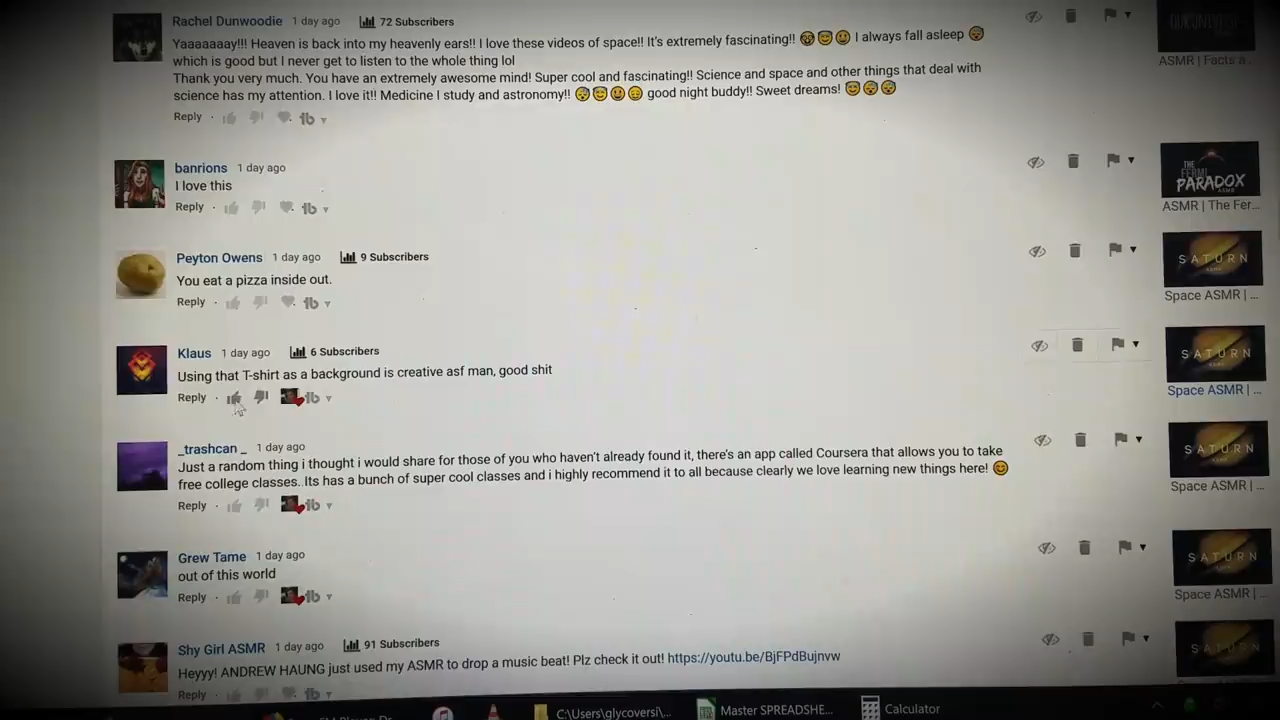 Rachel Dunwoodie 1 day ago 72 Subscribers
Yaaaaaaay!!! Heaven is back into my heavenly ears!! I love these videos of space!! It's extremely fascinating!! 😂😇😃 I always fall asleep 😴
which is good but I never get to listen to the whole thing lol
Thank you very much. You have an extremely awesome mind! Super cool and fascinating!! Science and space and other things that deal with
science has my attention. I love it!! Medicine I study and astronomy!! 😴😇😃😑 good night buddy!! Sweet dreams! 😇😴😴
Reply · tb
ASMR | Facts a...
banrions 1 day ago
I love this
Reply · tb
THE
FERMI
PARADOX
ASMR
ASMR | The Fer...
Peyton Owens 1 day ago 9 Subscribers
You eat a pizza inside out.
Reply · tb
SATURN
ASMR
Space ASMR | ...
Klaus 1 day ago 6 Subscribers
Using that T-shirt as a background is creative asf man, good shit
Reply · tb
SATURN
ASMR
Space ASMR | ...
_trashcan _ 1 day ago
Just a random thing i thought i would share for those of you who haven't already found it, there's an app called Coursera that allows you to take
free college classes. Its has a bunch of super cool classes and i highly recommend it to all because clearly we love learning new things here! 😊
Reply · tb
SATURN
ASMR
Space ASMR | ...
Grew Tame 1 day ago
out of this world
Reply · tb
SATURN
ASMR
Space ASMR | ...
Shy Girl ASMR 1 day ago 91 Subscribers
Heyyy! ANDREW HAUNG just used my ASMR to drop a music beat! Plz check it out! https://youtu.be/BjFPdBujnvw
Reply · tb
SATURN
C:\Users\glycoversi\...
Master SPREADSHE...
Calculator